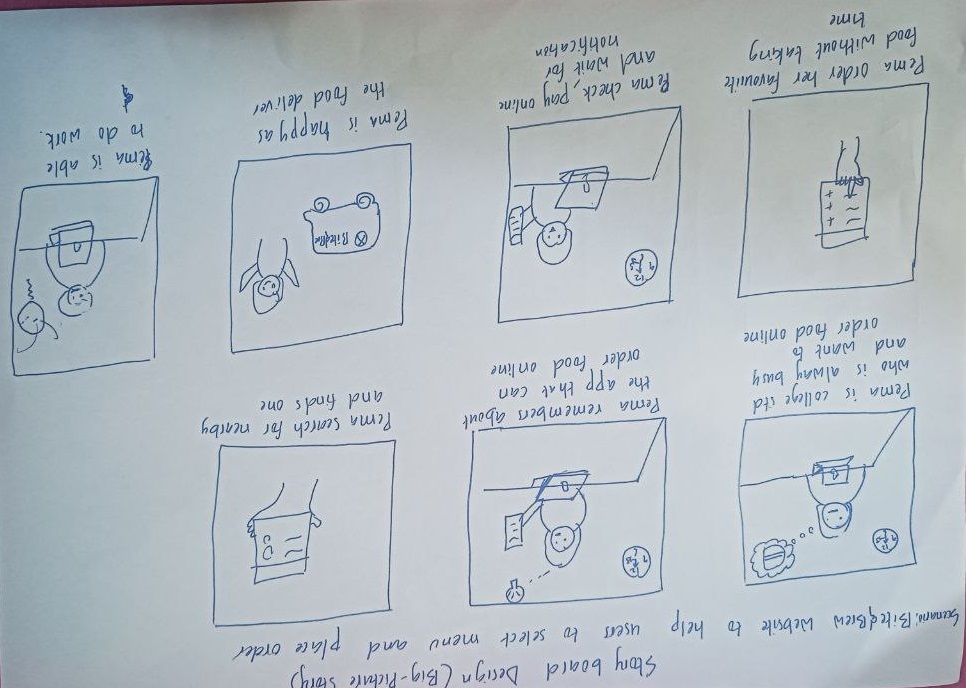 Story board Design (Big-Picture Story)
Scenario: Bite&Brew Website to help users to select menu and place order
Pema is college std
who is alway busy
and want to
order food online
Pema remembers about
the app that can
order food online
Pema search for nearby
and finds one
Pema order her favourite
food without taking
time
Pema check, pay online
and wait for
notification
Bite&Bre
Pema is happy as
the food deliver
Pema is able
to do work.